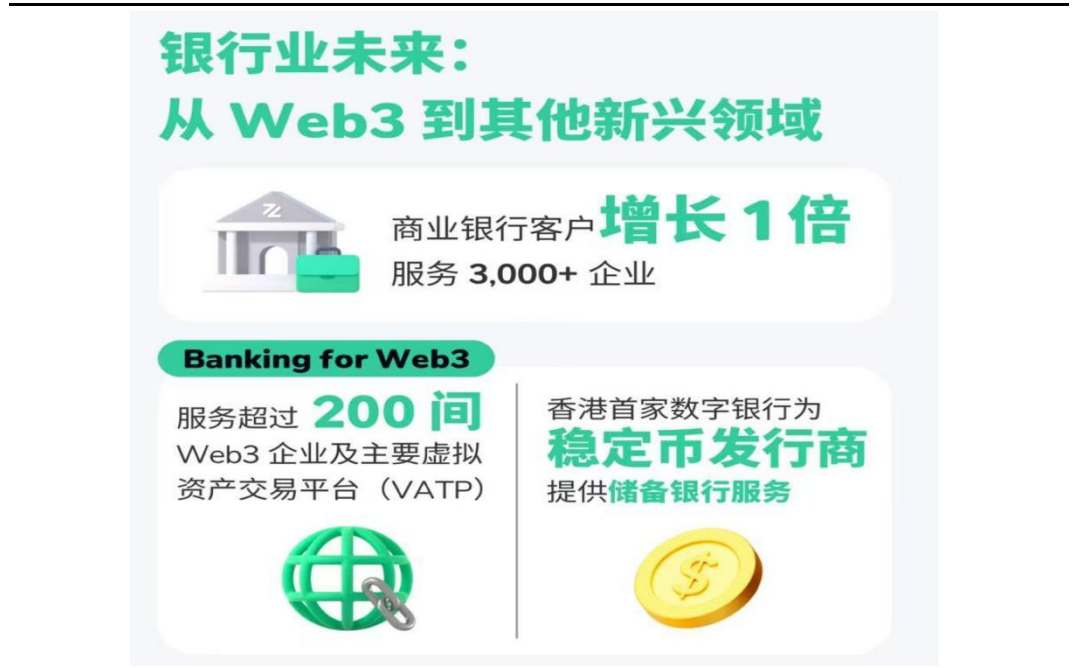 银行业未来：
从 Web3 到其他新兴领域
商业银行客户增长 1 倍
服务 3,000+ 企业
Banking for Web3
服务超过 200 间
Web3 企业及主要虚拟
资产交易平台（VATP）
香港首家数字银行为
稳定币发行商
提供储备银行服务